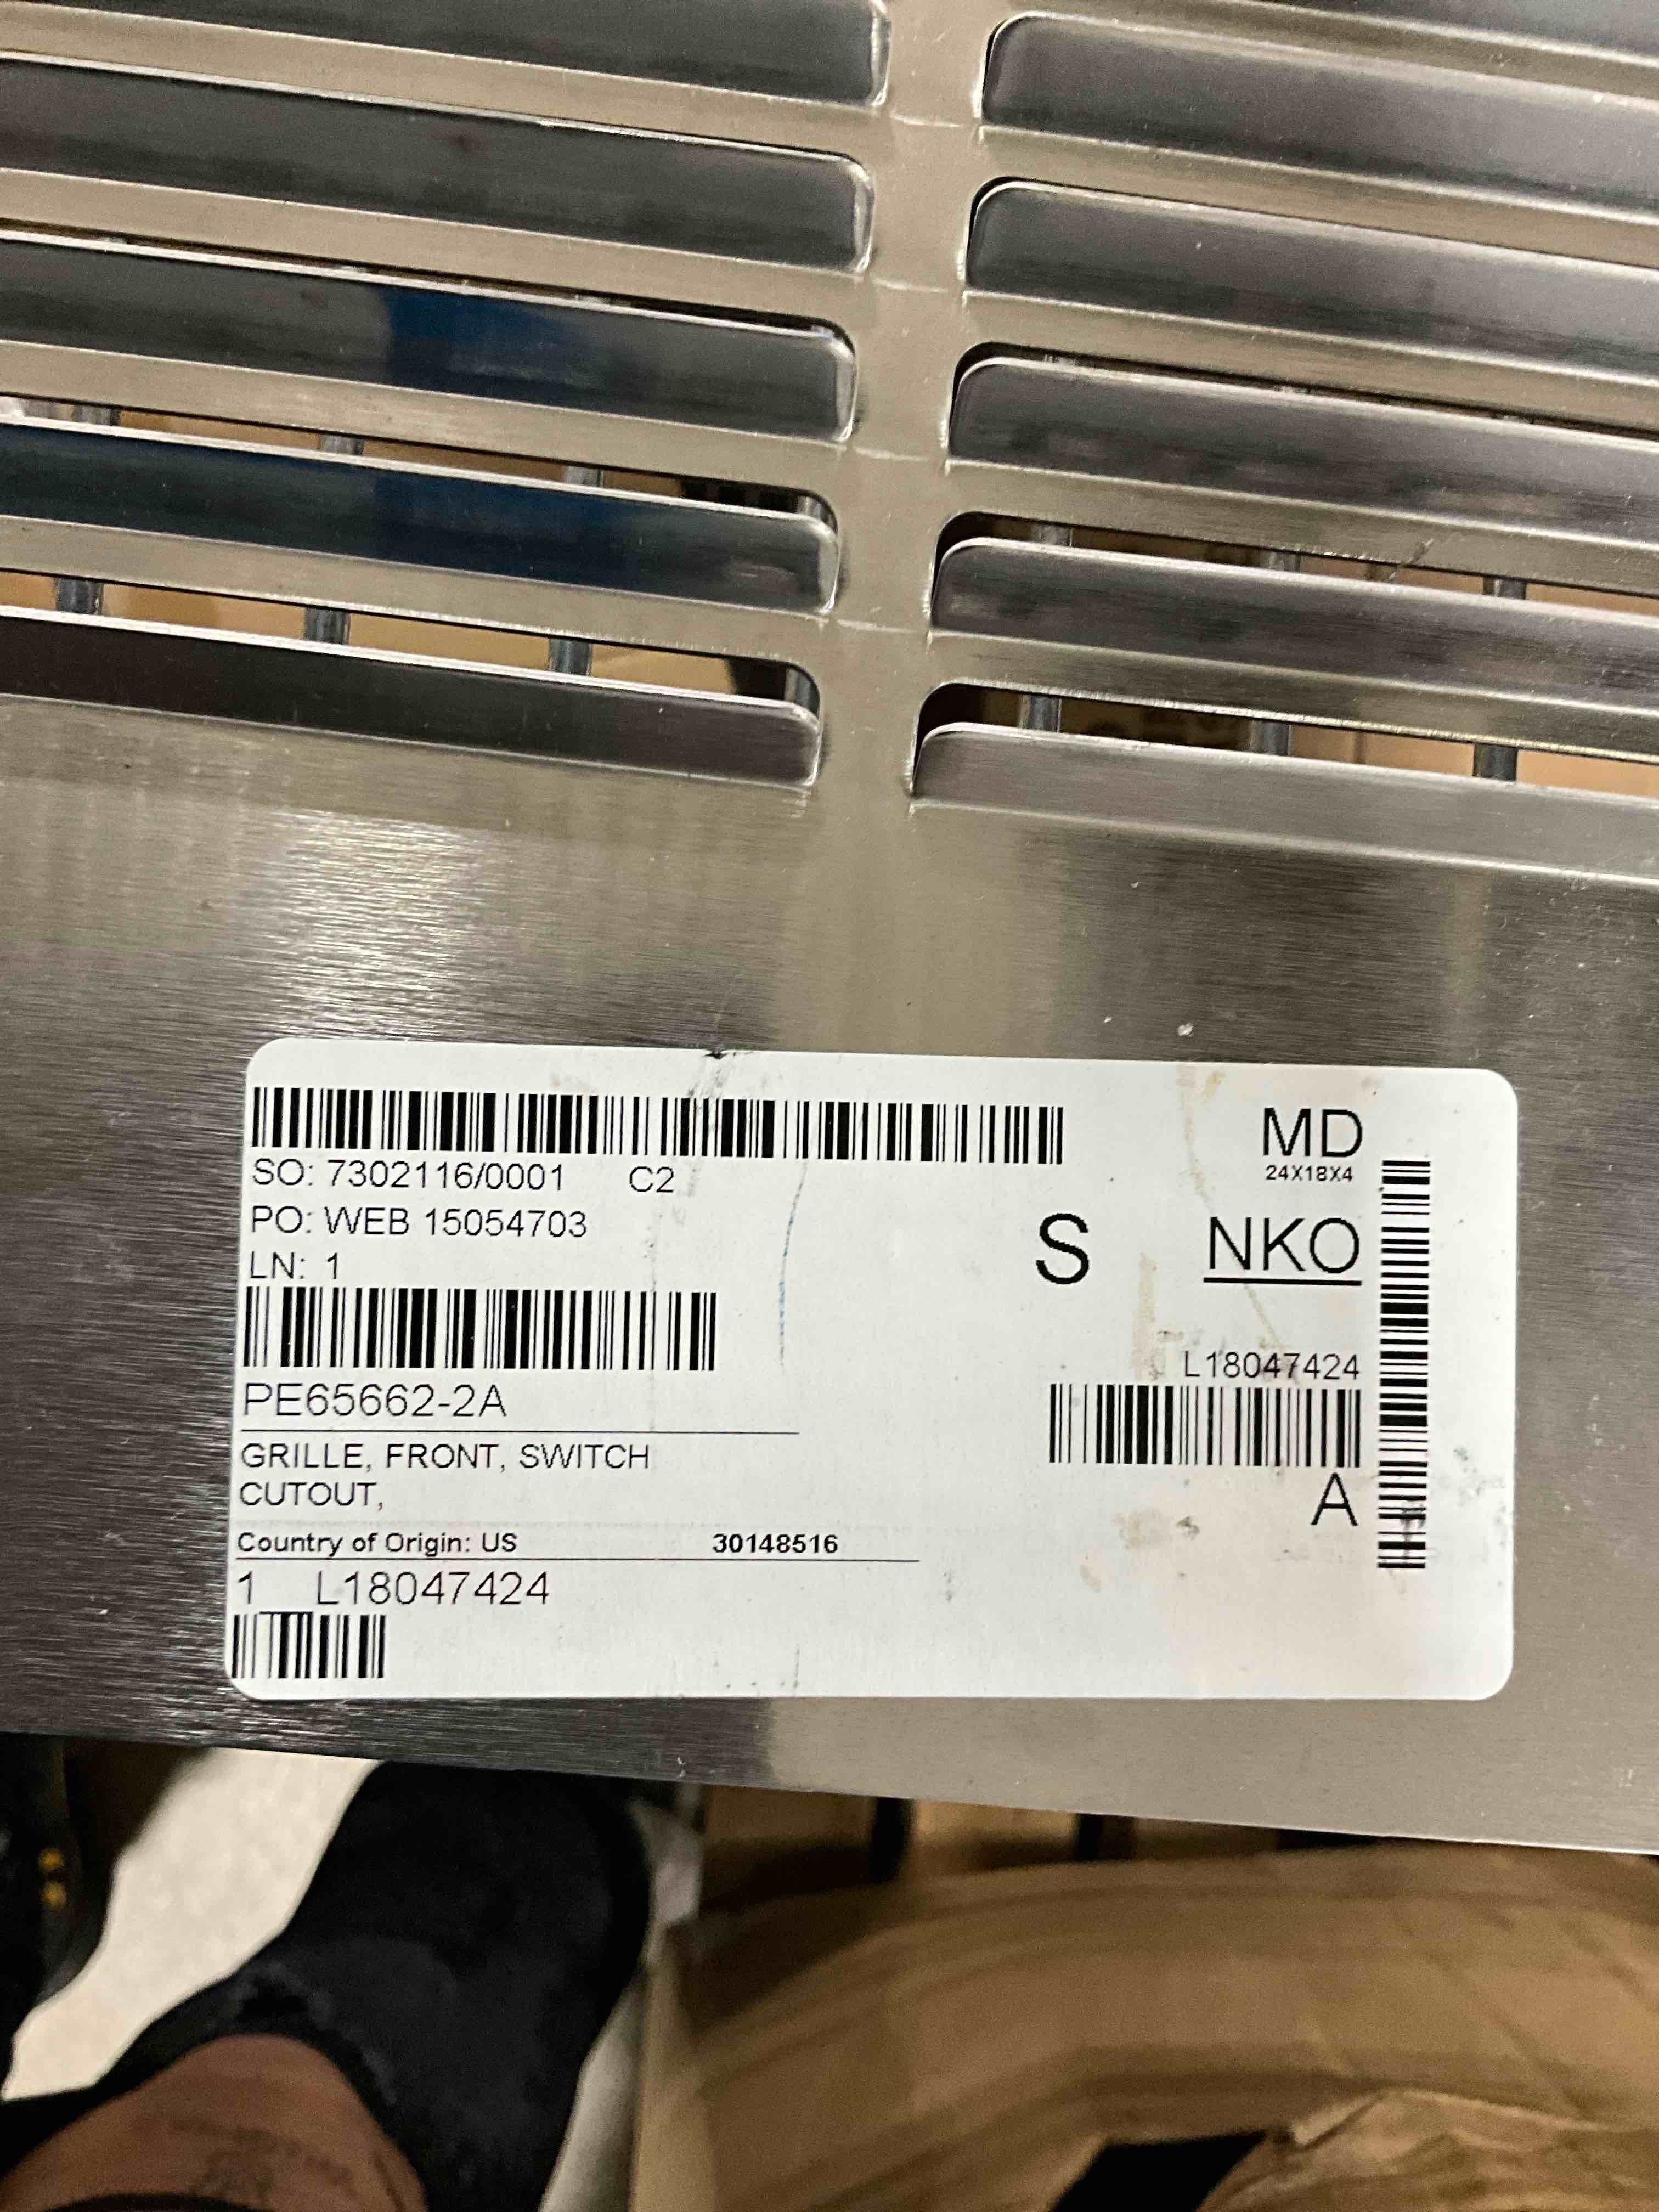 SO: 7302116/0001 C2
PO: WEB 15054703
LN: 1
PE65662-2A
GRILLE, FRONT, SWITCH
CUTOUT,
Country of Origin: US 30148516
1 L18047424
MD
24X18X4
S NKO
L18047424
A